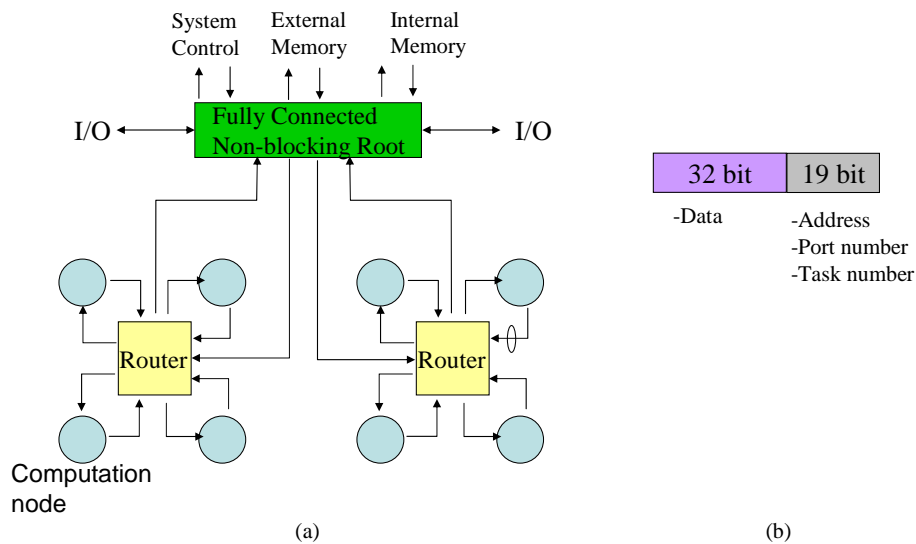 System
Control
External
Memory
Internal
Memory
I/O
Fully Connected
Non-blocking Root
I/O
Router
Router
Computation
node
(a)
32 bit
19 bit
-Data
-Address
-Port number
-Task number
(b)